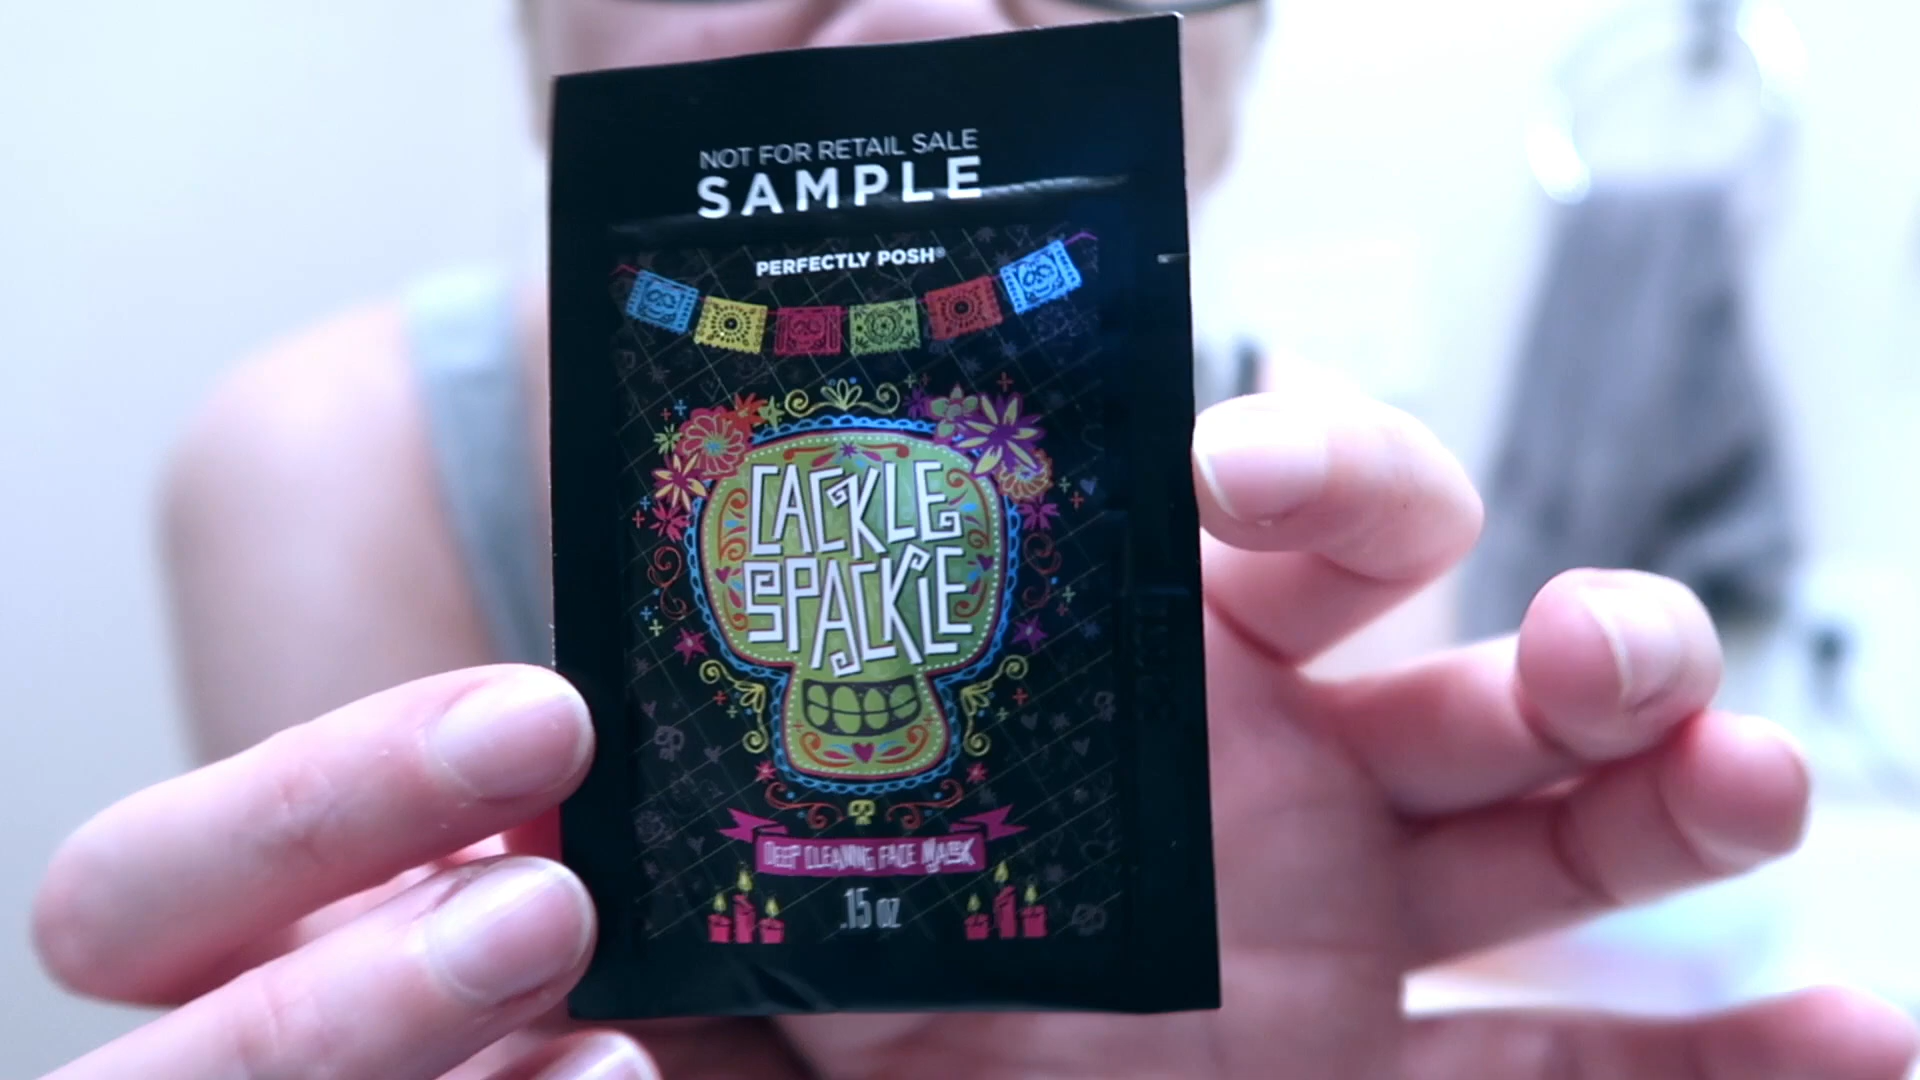 NOT FOR RETAIL SALE
SAMPLE
PERFECTLY POSH®
CACKLE
SPACKLE
DEEP CLEANING FACE MASK
.15 oz